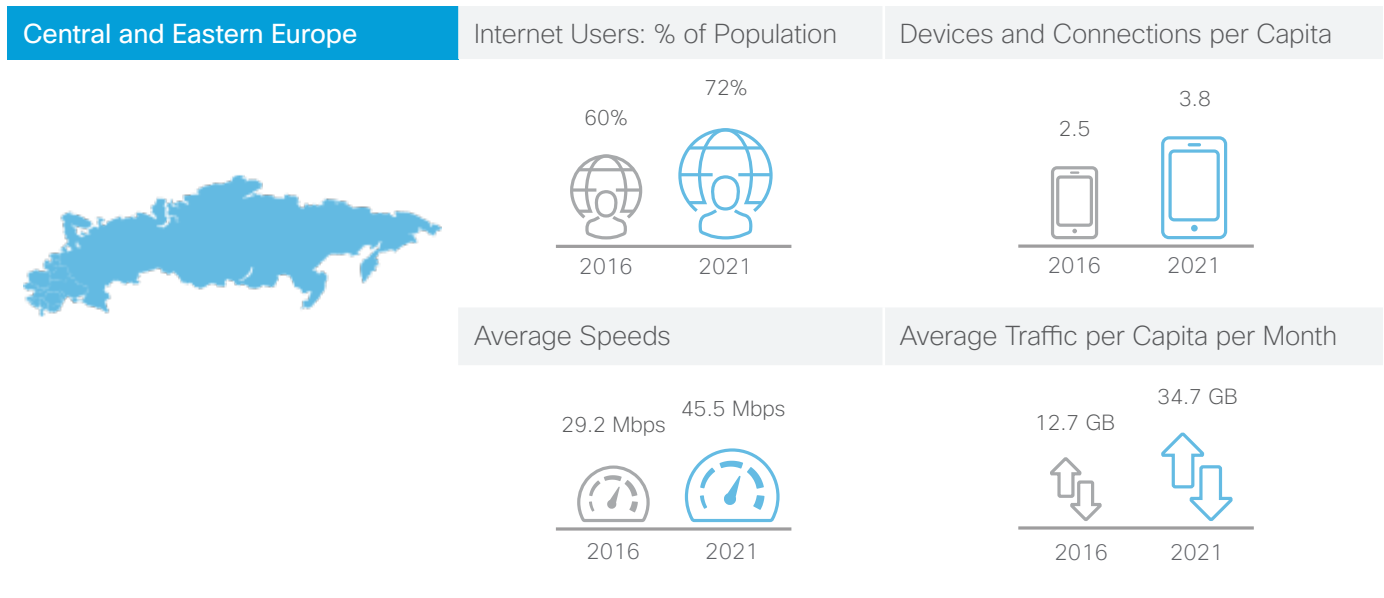 Central and Eastern Europe
Internet Users: % of Population
Devices and Connections per Capita
60%
72%
2016
2021
2.5
3.8
2016
2021
Average Speeds
Average Traffic per Capita per Month
29.2 Mbps
45.5 Mbps
2016
2021
12.7 GB
34.7 GB
2016
2021